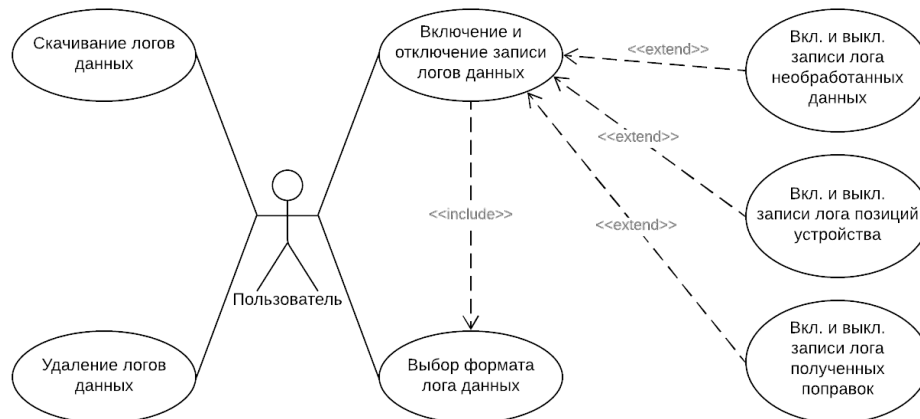 Скачивание логов
данных
Включение и
отключение записи
логов данных
<<extend>>
Вкл. и выкл.
записи лога
необработанных
данных
<<extend>>
Вкл. и выкл.
записи лога позиций
устройства
<<include>>
<<extend>>
Пользователь
Удаление логов
данных
Выбор формата
лога данных
Вкл. и выкл.
записи лога
полученных
поправок